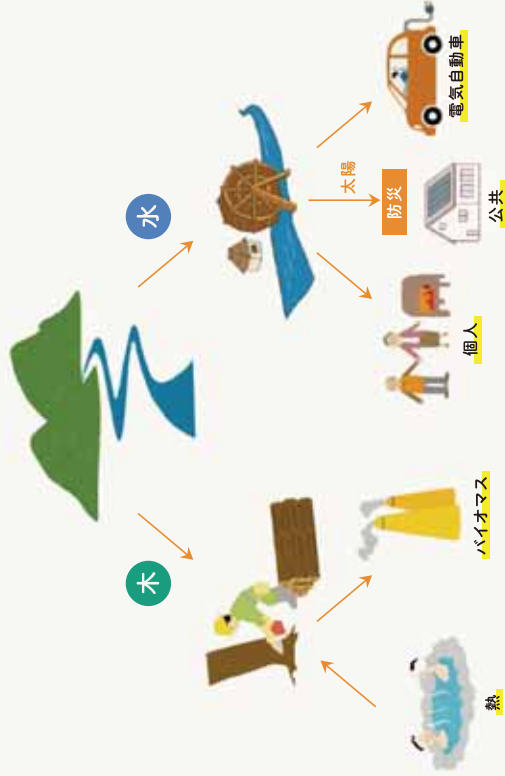 木
水
太陽
防災
熱
バイオマス
個人
公共
電気自動車